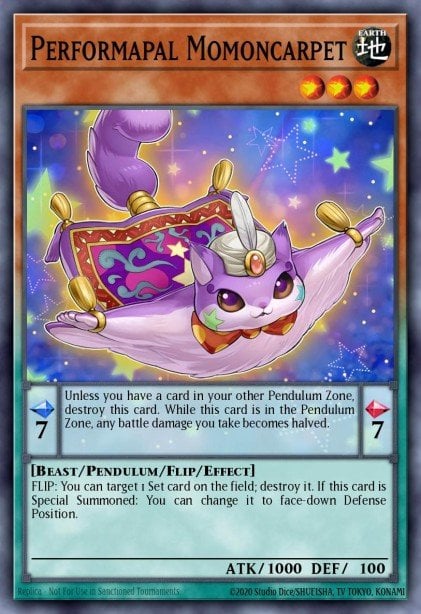 Performapal Momoncarpet
EARTH
地
Unless you have a card in your other Pendulum Zone,
destroy this card. While this card is in the Pendulum
Zone, any battle damage you take becomes halved.
7
7
[Beast/Pendulum/Flip/Effect]
FLIP: You can target 1 Set card on the field; destroy it. If this card is
Special Summoned: You can change it to face-down Defense
Position.
ATK/1000 DEF/ 100
Replica - Not For Use in Sanctioned Tournaments
©2020 Studio Dice/SHUEISHA, TV TOKYO, KONAMI